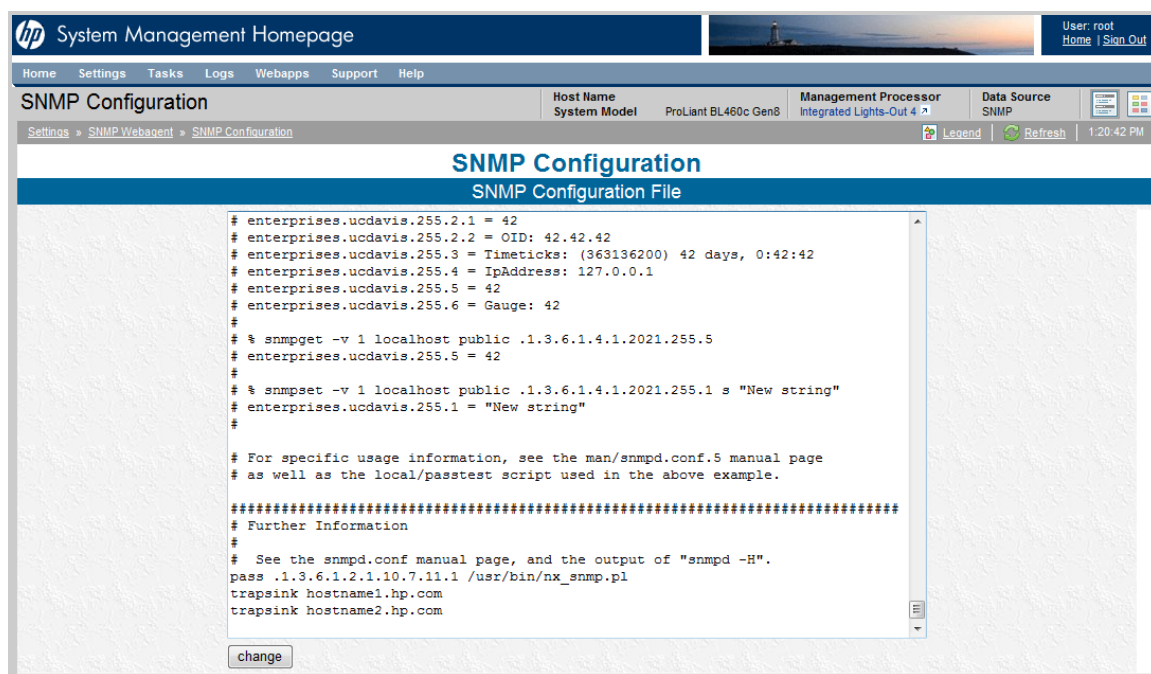 hp System Management Homepage
User: root
Home | Sign Out
Home Settings Tasks Logs Webapps Support Help
SNMP Configuration
Host Name
System Model ProLiant BL460c Gen8
Management Processor
Integrated Lights-Out 4
Data Source
SNMP
Settings » SNMP Webagent » SNMP Configuration
Legend | Refresh | 1:20:42 PM
SNMP Configuration
SNMP Configuration File
# enterprises.ucdavis.255.2.1 = 42
# enterprises.ucdavis.255.2.2 = OID: 42.42.42
# enterprises.ucdavis.255.3 = Timeticks: (363136200) 42 days, 0:42:42
# enterprises.ucdavis.255.4 = IpAddress: 127.0.0.1
# enterprises.ucdavis.255.5 = 42
# enterprises.ucdavis.255.6 = Gauge: 42
#
# % snmpget -v 1 localhost public .1.3.6.1.4.1.2021.255.5
# enterprises.ucdavis.255.5 = 42
#
# % snmpset -v 1 localhost public .1.3.6.1.4.1.2021.255.1 s "New string"
# enterprises.ucdavis.255.1 = "New string"
#
# For specific usage information, see the man/snmpd.conf.5 manual page
# as well as the local/passtest script used in the above example.
###############################################################################
# Further Information
#
# See the snmpd.conf manual page, and the output of "snmpd -H".
pass .1.3.6.1.2.1.10.7.11.1 /usr/bin/nx_snmp.pl
trapsink hostname1.hp.com
trapsink hostname2.hp.com
change